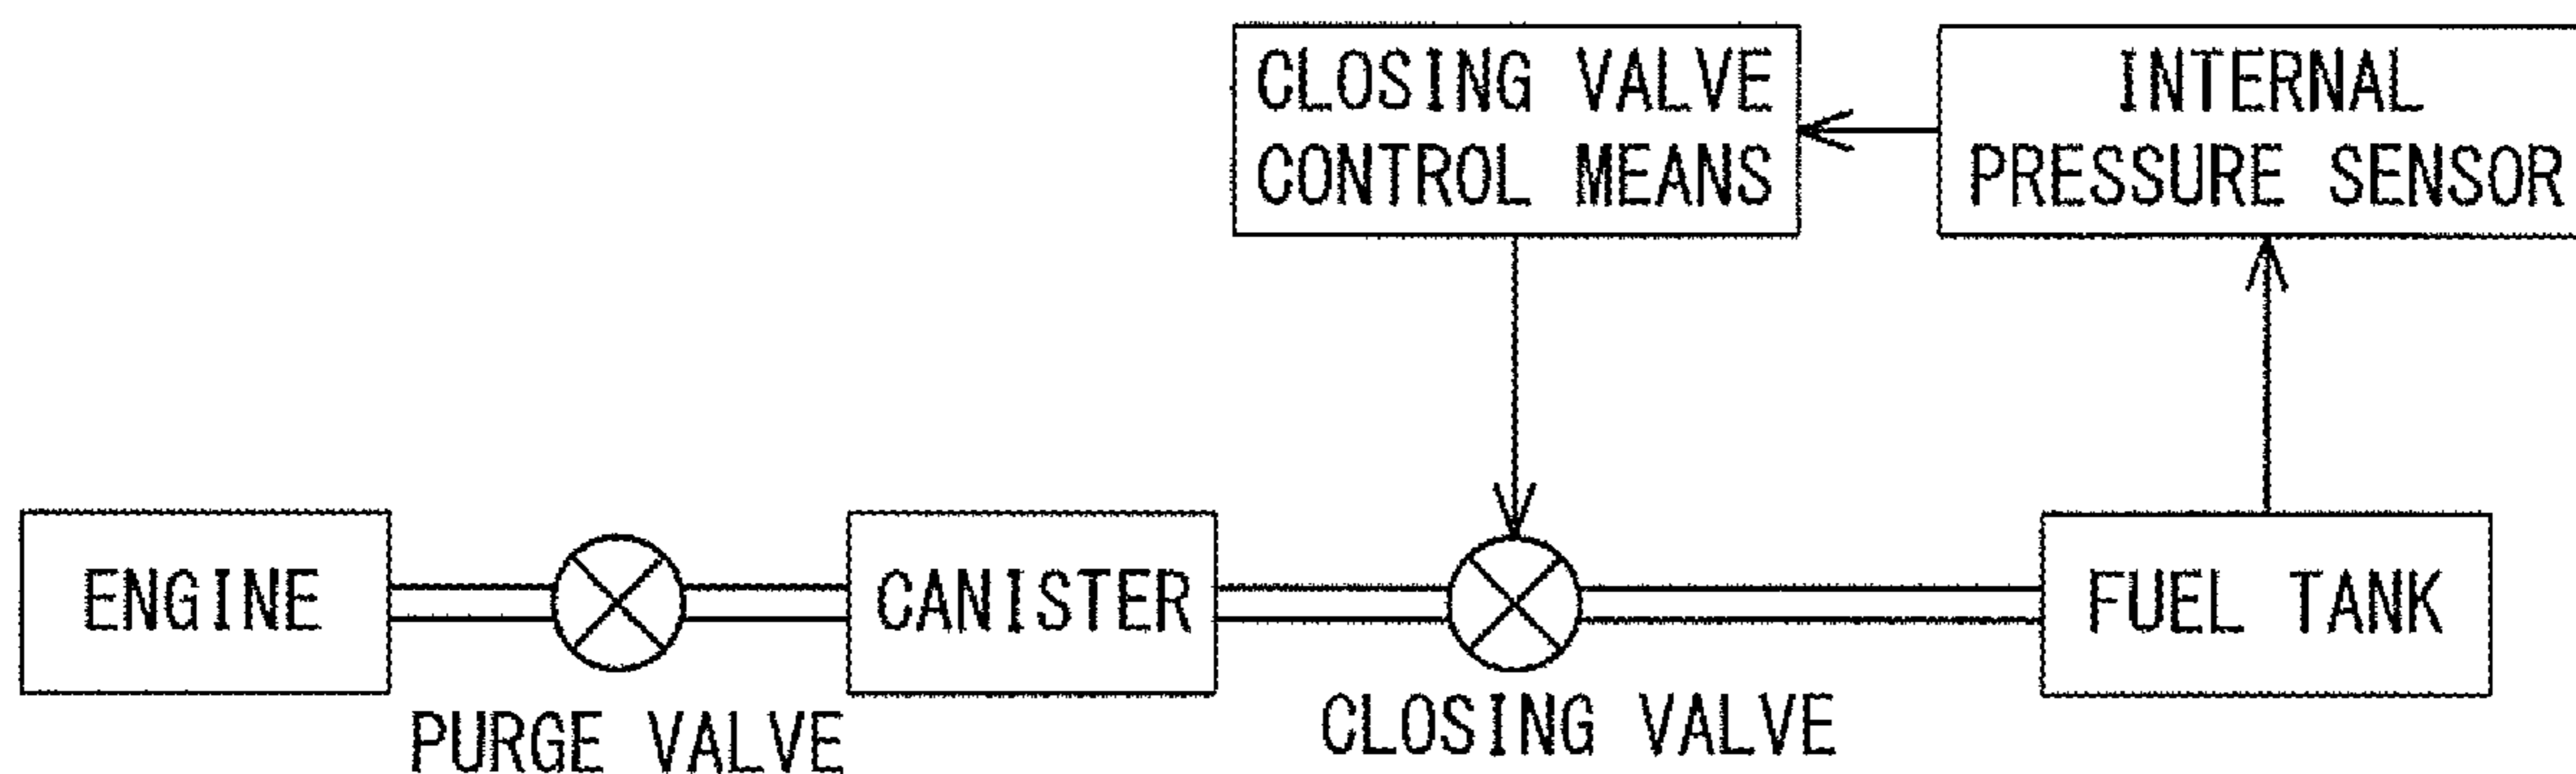 CLOSING VALVE
CONTROL MEANS
INTERNAL
PRESSURE SENSOR
ENGINE
CANISTER
FUEL TANK
PURGE VALVE
CLOSING VALVE